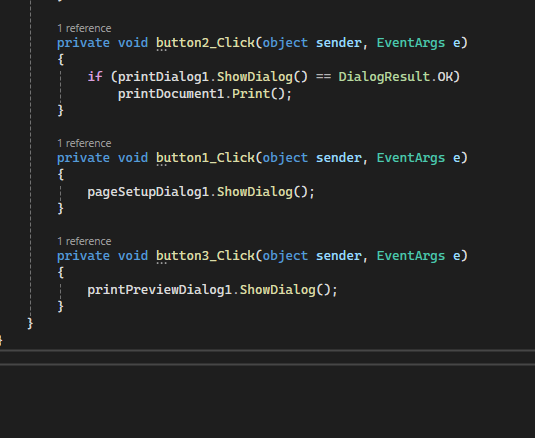 1 reference
private void button2_Click(object sender, EventArgs e)
{
if (printDialog1.ShowDialog() == DialogResult.OK)
printDocument1.Print();
}
1 reference
private void button1_Click(object sender, EventArgs e)
{
pageSetupDialog1.ShowDialog();
}
1 reference
private void button3_Click(object sender, EventArgs e)
{
printPreviewDialog1.ShowDialog();
}
}
}